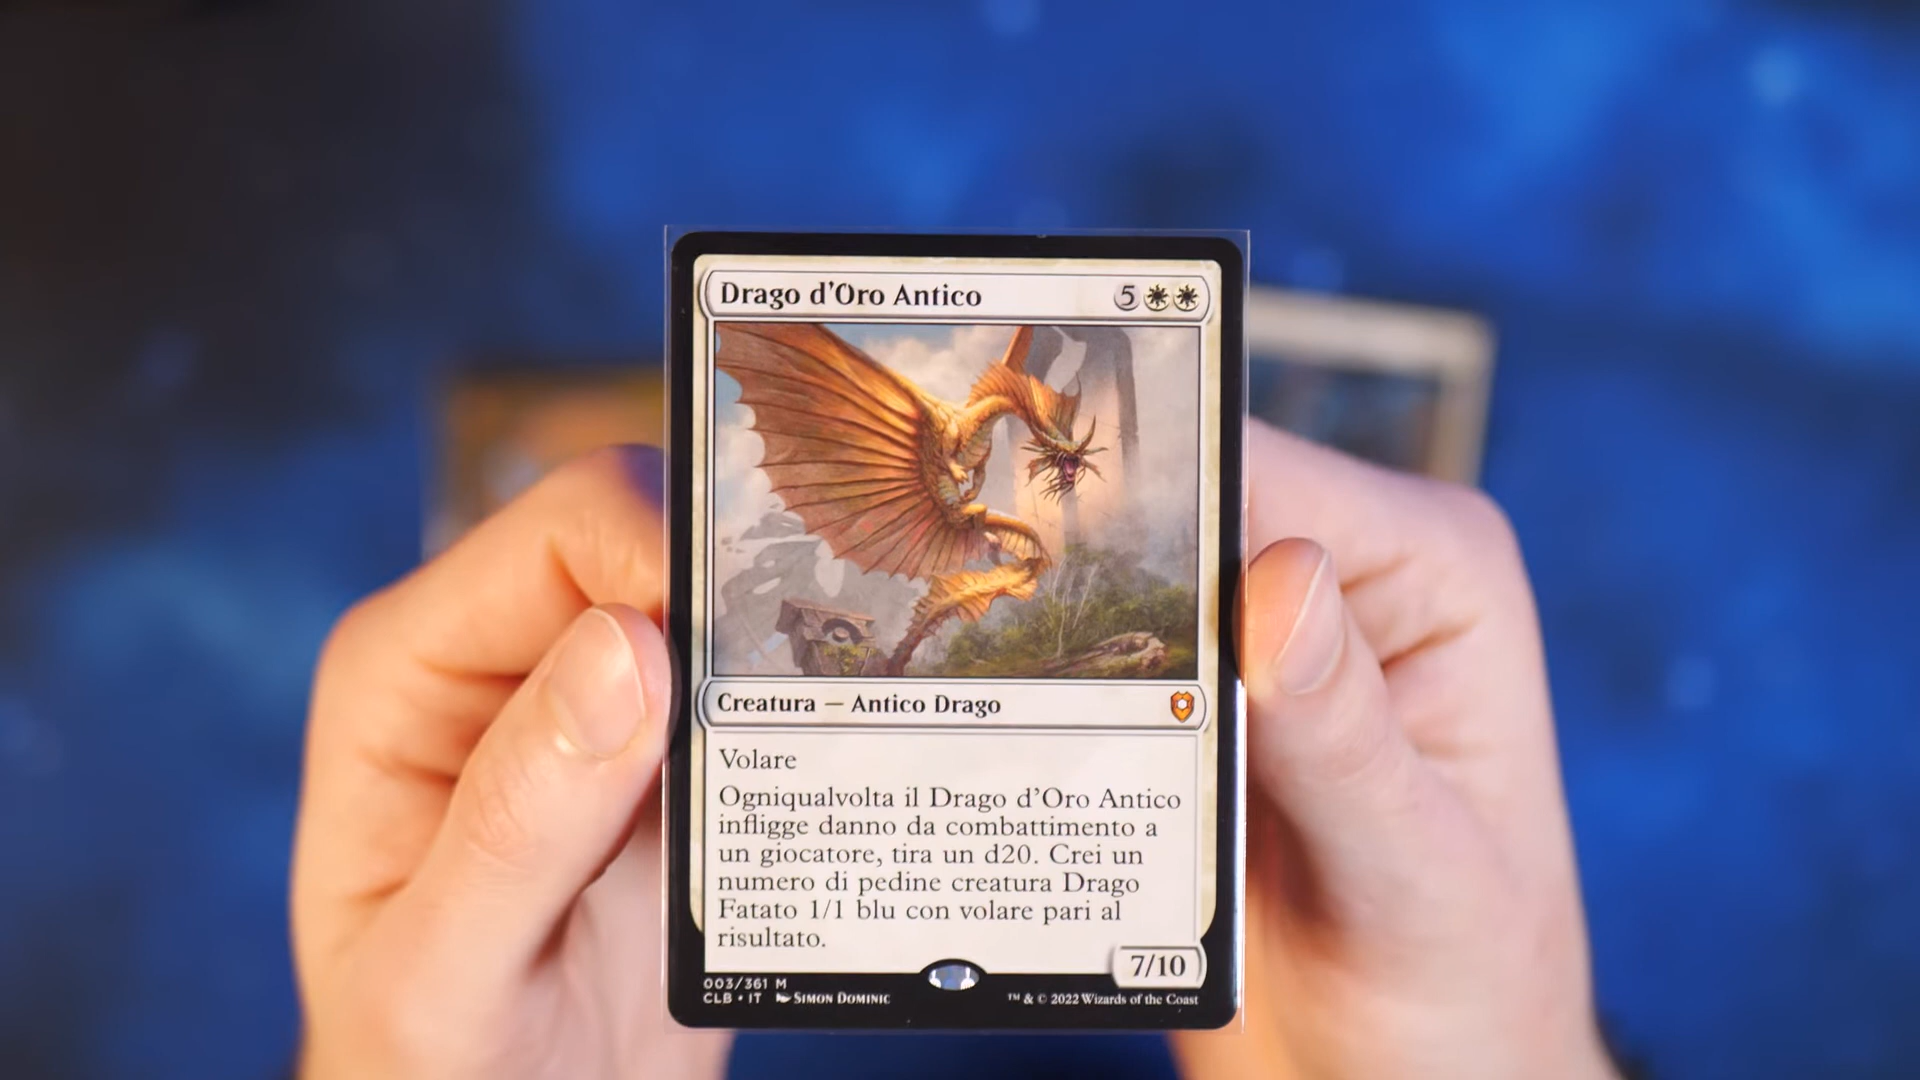 Drago d'Oro Antico 5
Creatura — Antico Drago
Volare
Ogniqualvolta il Drago d'Oro Antico
infligge danno da combattimento a
un giocatore, tira un d20. Crei un
numero di pedine creatura Drago
Fatato 1/1 blu con volare pari al
risultato.
7/10
003/361 M
CLB • IT Simon Dominic
™ & © 2022 Wizards of the Coast